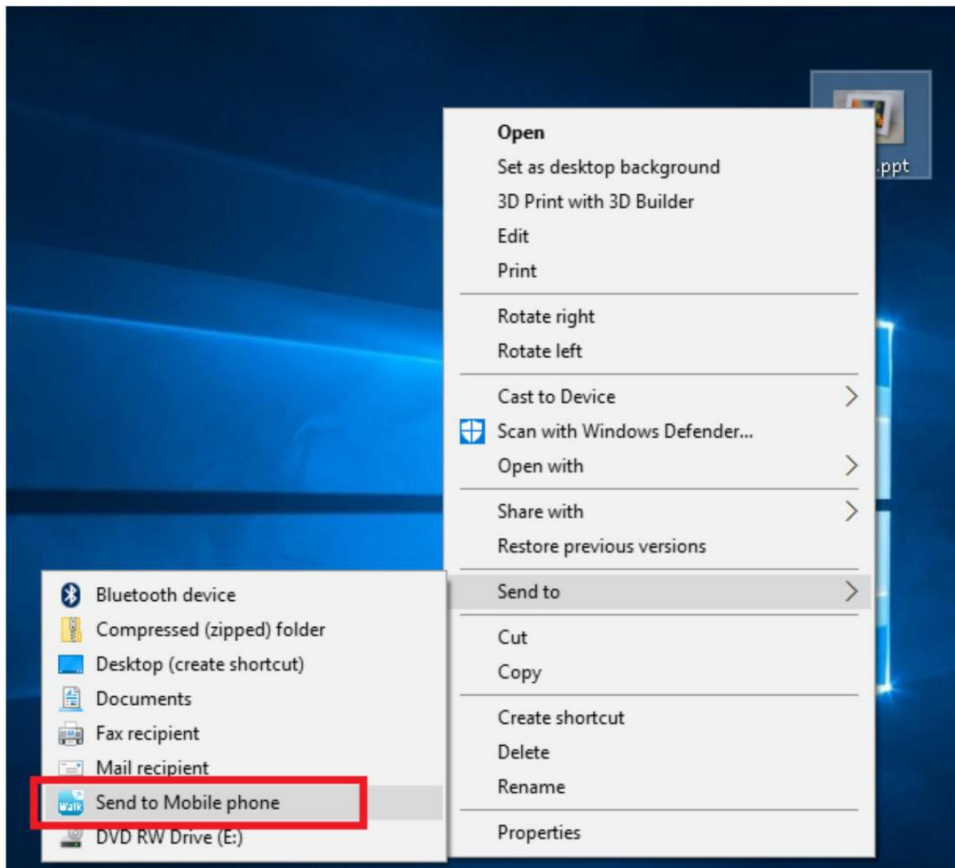 .ppt
Open
Set as desktop background
3D Print with 3D Builder
Edit
Print
Rotate right
Rotate left
Cast to Device
Scan with Windows Defender...
Open with
Share with
Restore previous versions
Send to
Cut
Copy
Create shortcut
Delete
Rename
Properties
Bluetooth device
Compressed (zipped) folder
Desktop (create shortcut)
Documents
Fax recipient
Mail recipient
Walk
Send to Mobile phone
DVD RW Drive (E:)